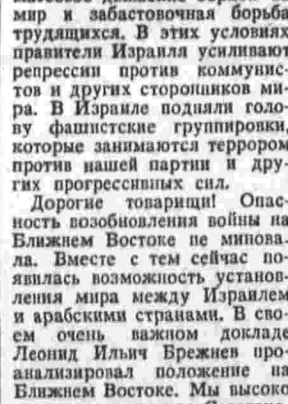 мир и забастовочная борьба
трудящихся. В этих условиях
правители Израиля усиливают
репрессии против коммунис-
тов и других сторонников ми-
ра. В Израиле подняли голо-
ву фашистские группировки,
которые занимаются террором
против нашей партии и дру-
гих прогрессивных сил.
Дорогие товарищи! Опас-
ность возобновления войны на
Ближнем Востоке не минова-
ла. Вместе с тем сейчас по-
явилась возможность установ-
ления мира между Израилем
и арабскими странами. В сво-
ем очень важном докладе
Леонид Ильич Брежнев про-
анализировал положение на
Ближнем Востоке. Мы высоко